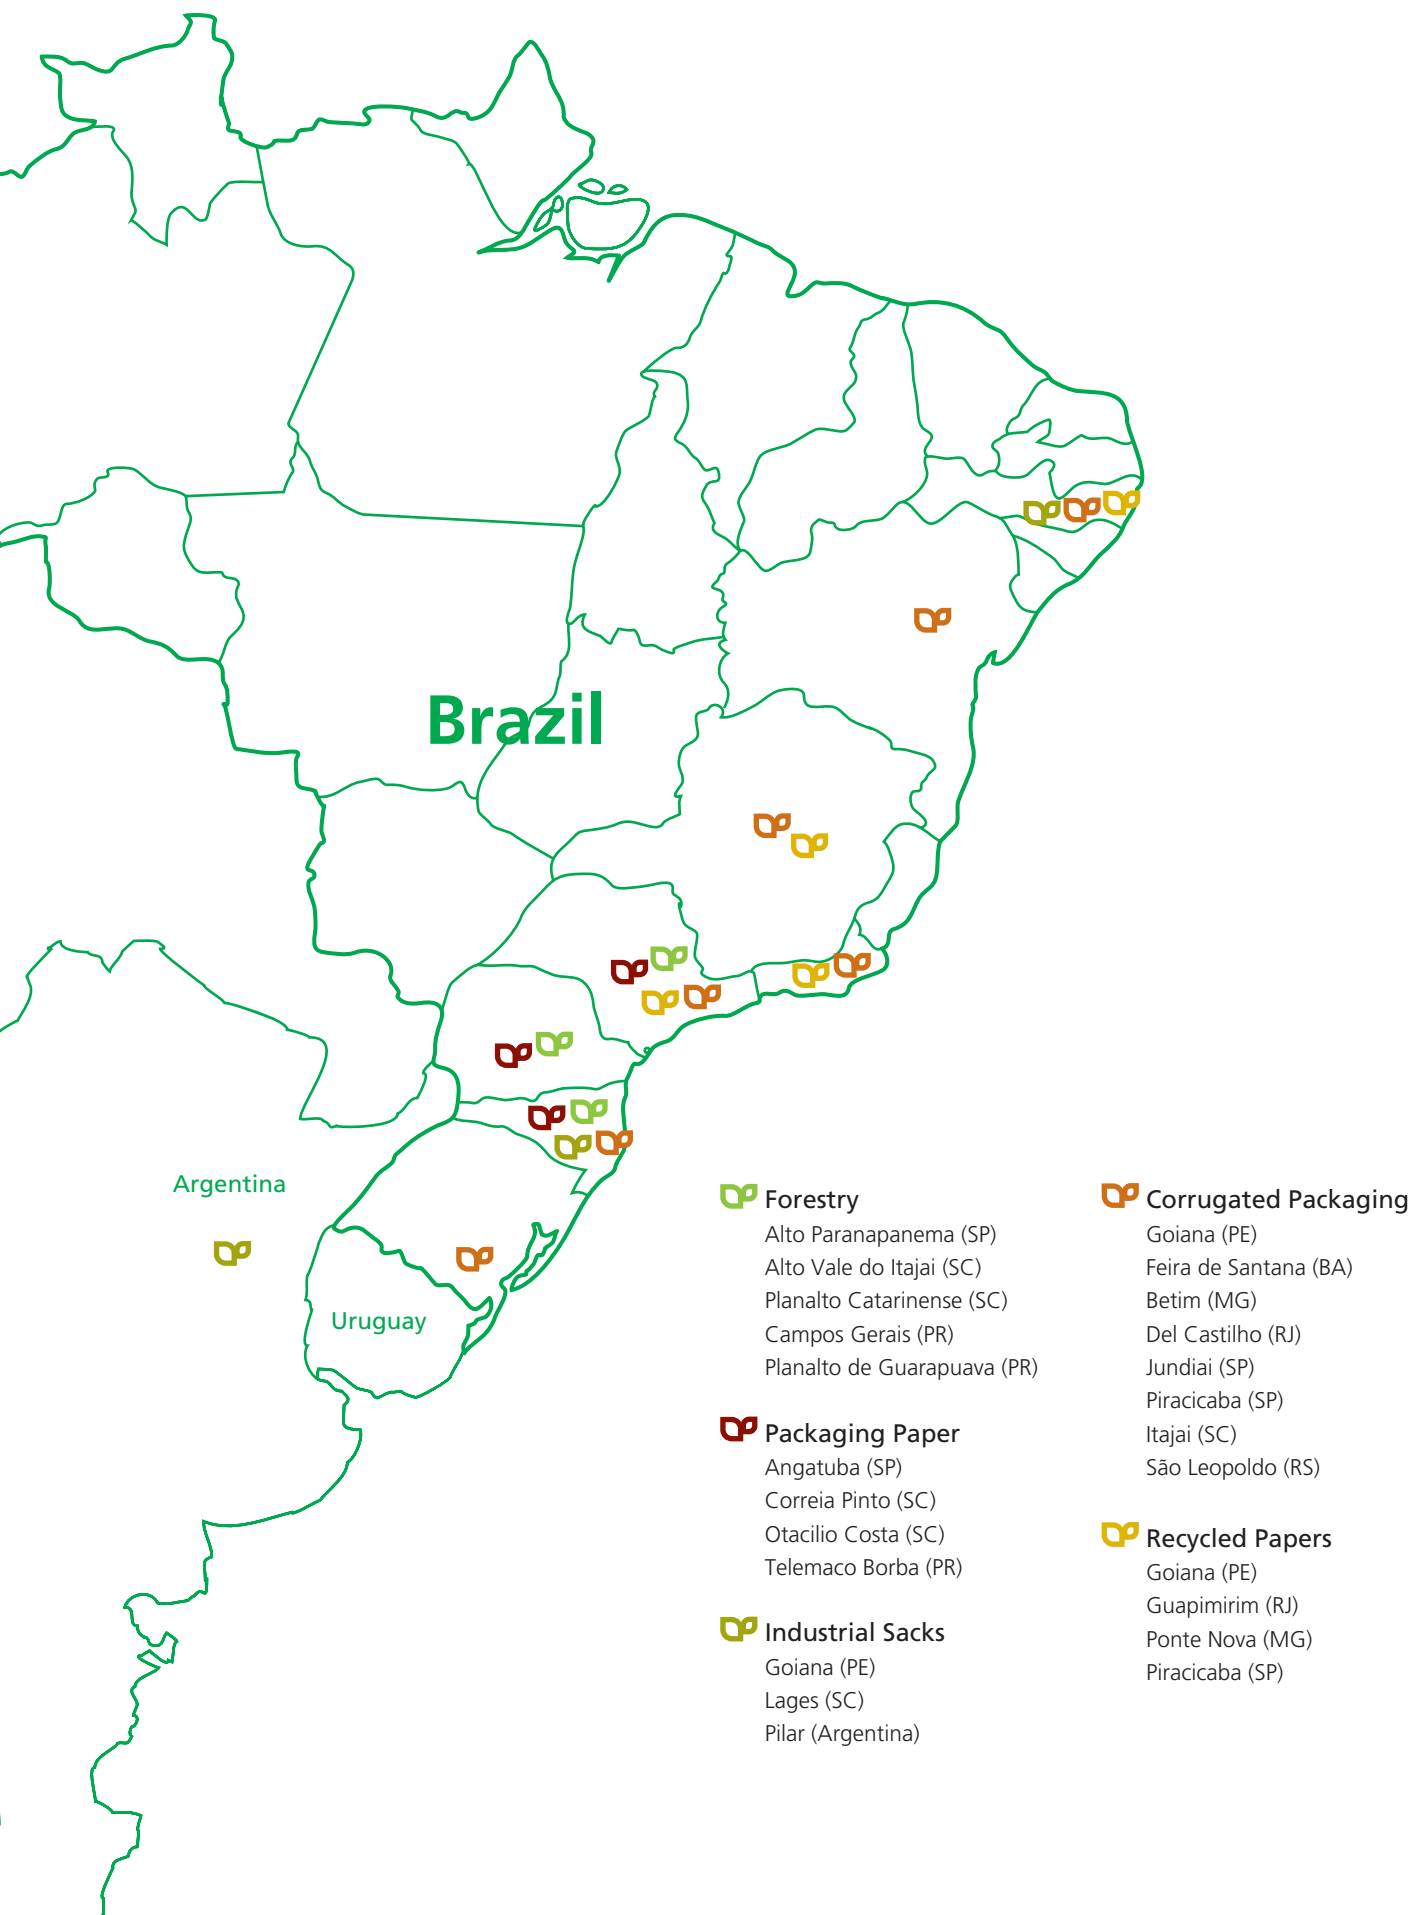 Brazil
Argentina
Uruguay
Forestry
Alto Paranapanema (SP)
Alto Vale do Itajai (SC)
Planalto Catarinense (SC)
Campos Gerais (PR)
Planalto de Guarapuava (PR)
Packaging Paper
Angatuba (SP)
Correia Pinto (SC)
Otacilio Costa (SC)
Telemaco Borba (PR)
Industrial Sacks
Goiana (PE)
Lages (SC)
Pilar (Argentina)
Corrugated Packaging
Goiana (PE)
Feira de Santana (BA)
Betim (MG)
Del Castilho (RJ)
Jundiai (SP)
Piracicaba (SP)
Itajai (SC)
São Leopoldo (RS)
Recycled Papers
Goiana (PE)
Guapimirim (RJ)
Ponte Nova (MG)
Piracicaba (SP)